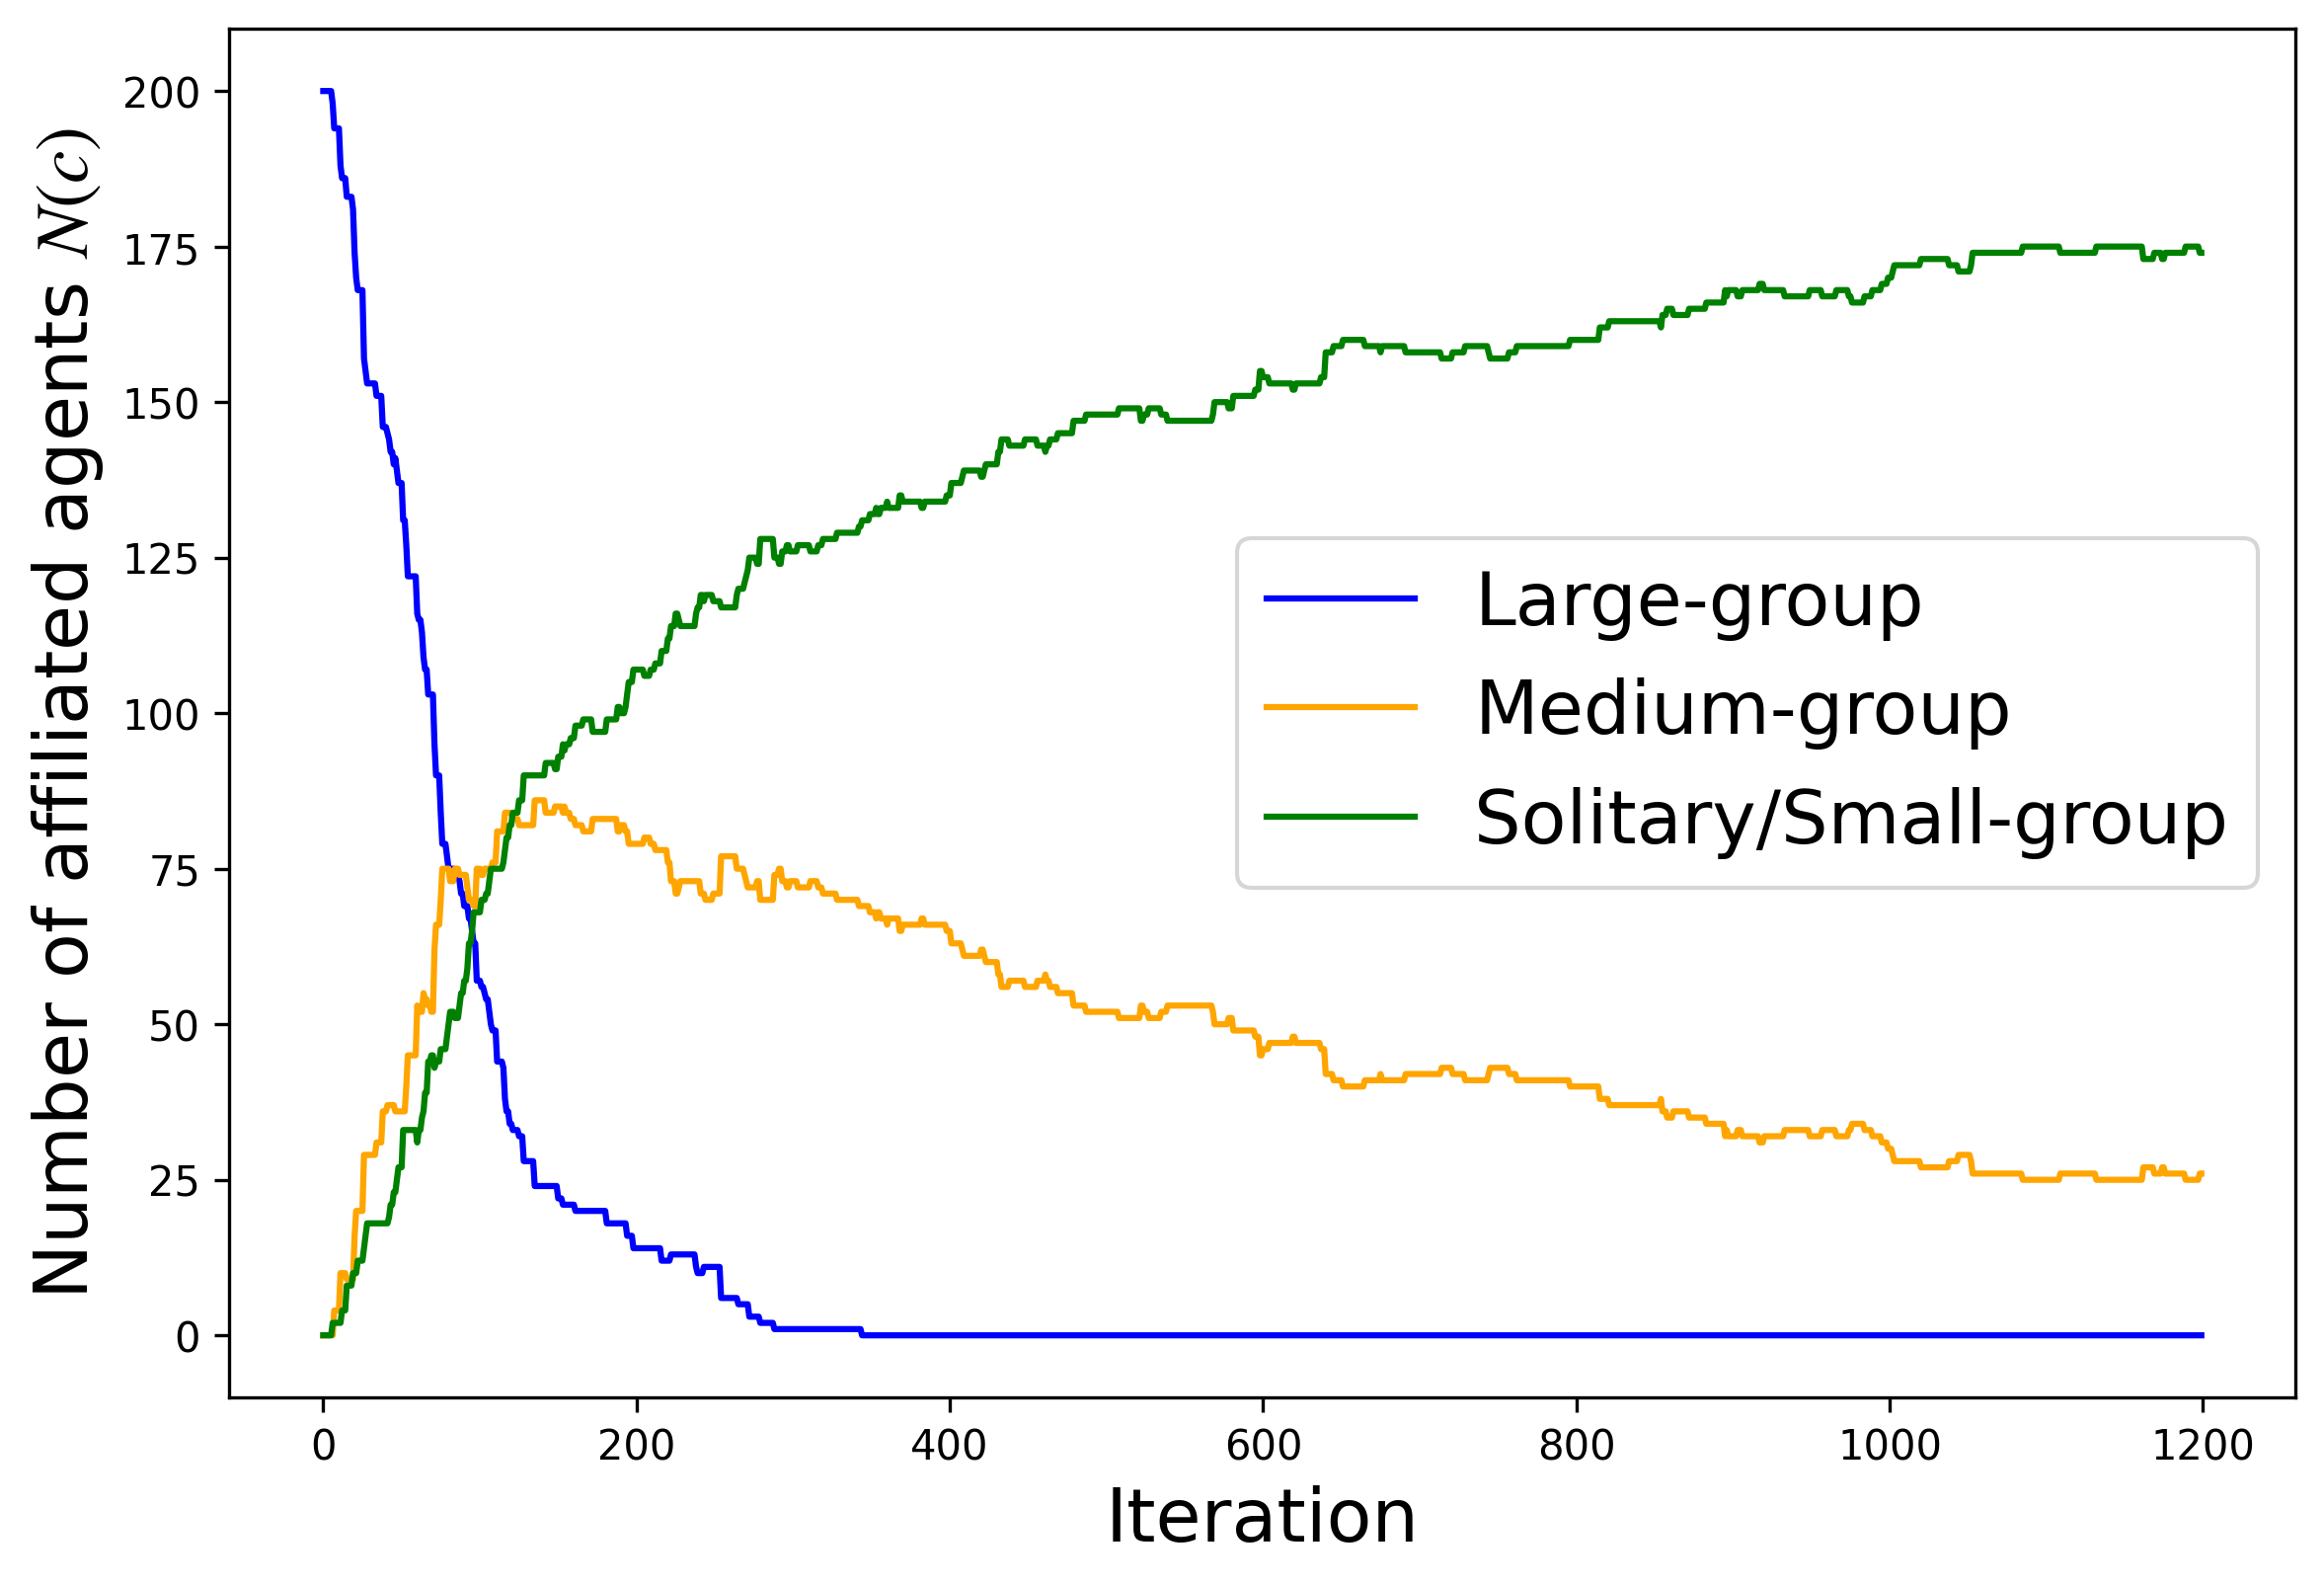 Number of affiliated agents N(c)
200
175
150
125
100
75
50
25
0
Large-group
Medium-group
Solitary/Small-group
0 200 400 600 800 1000 1200
Iteration